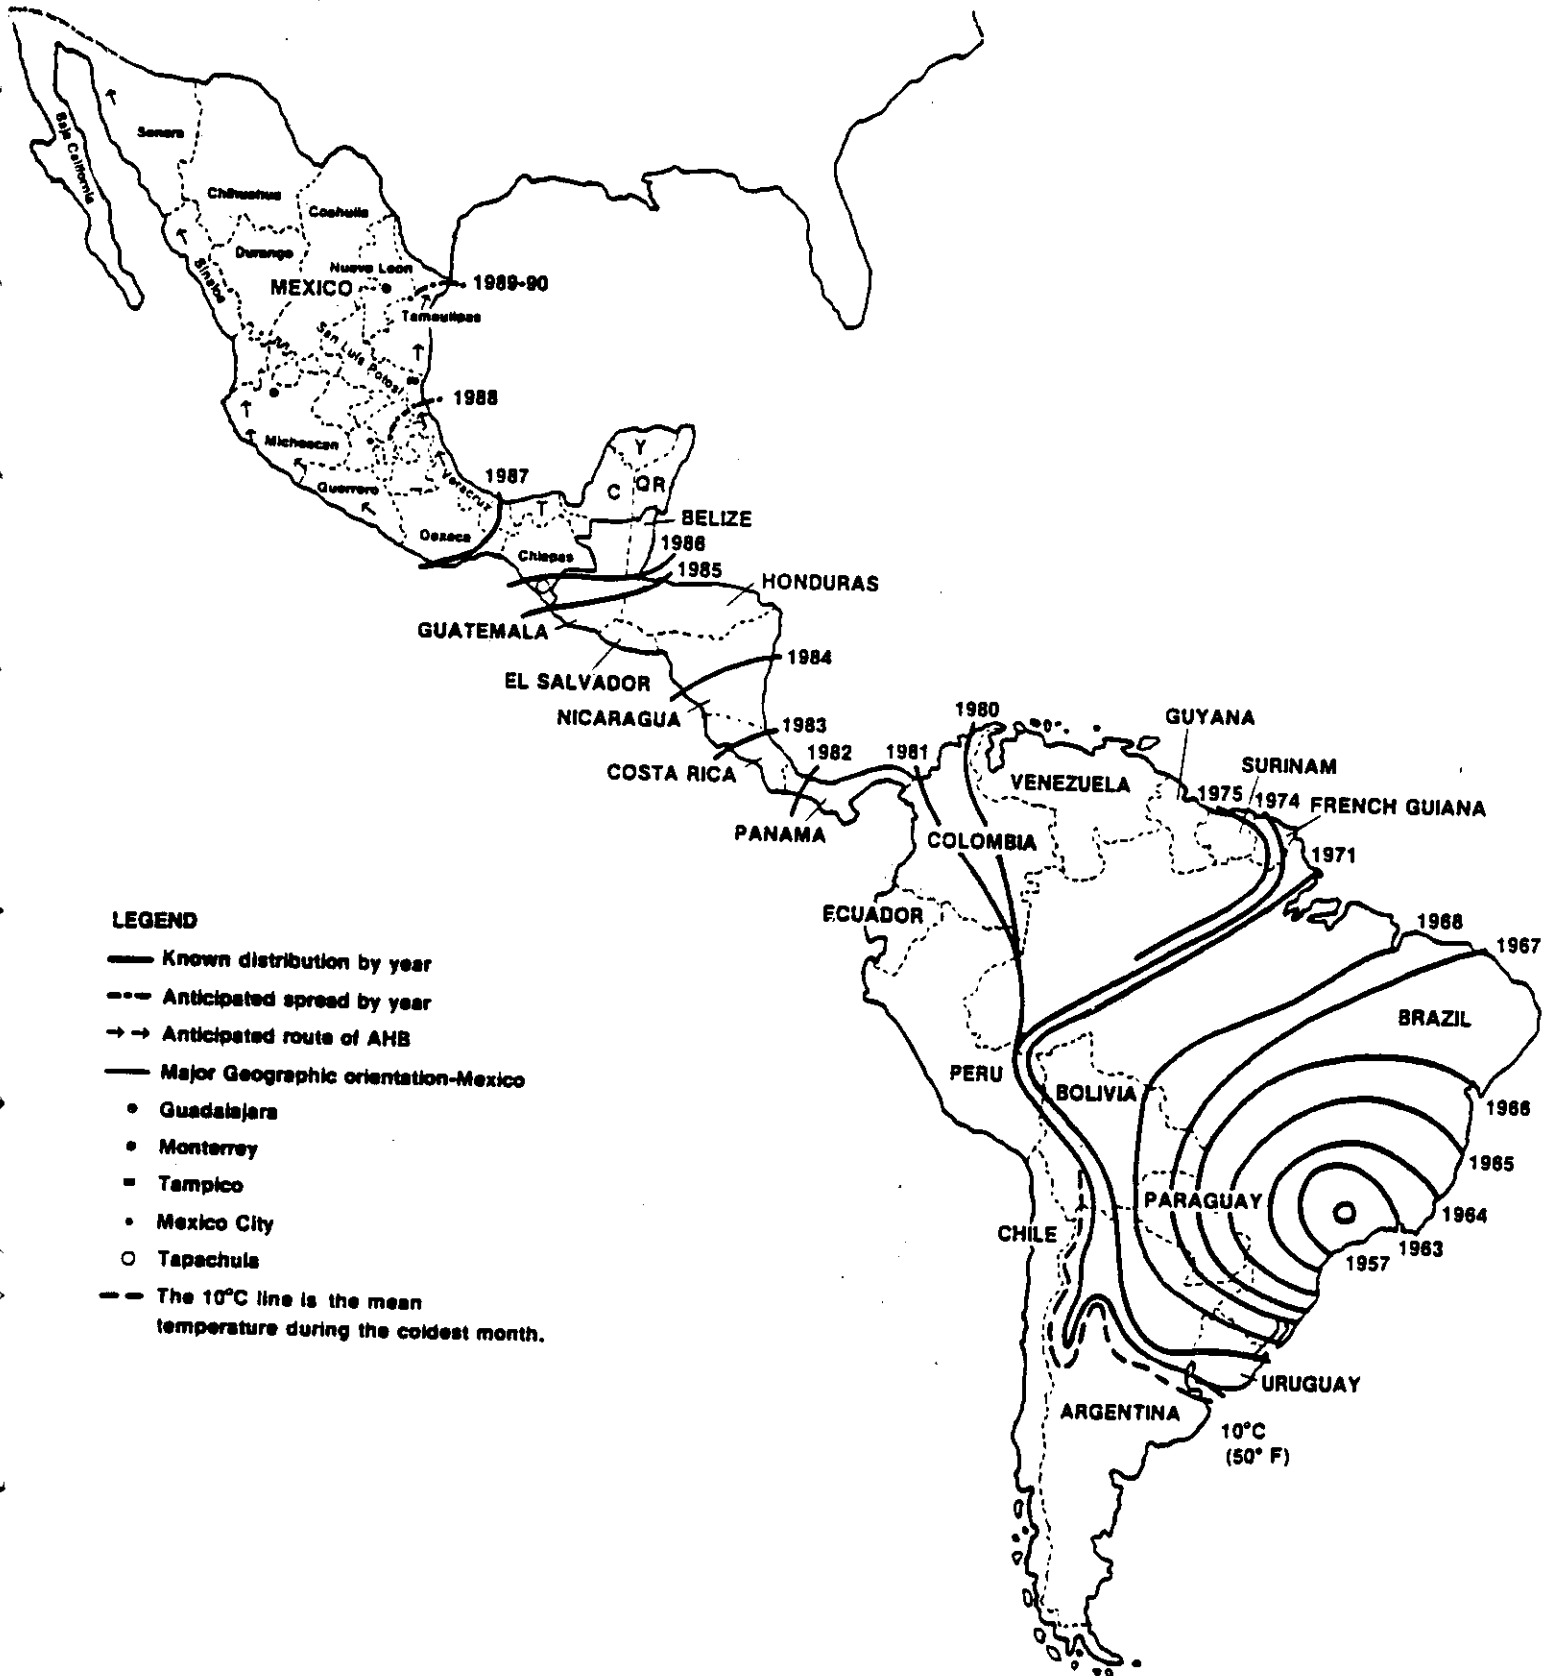 Sonora
Baja California
Chihuahua
Coahuila
Durango
Nuevo Leon
Sinaloa
MEXICO
1989-90
Tamaulipas
San Luis Potosi
1988
Michoacan
Guerrero
Veracruz
1987
Oaxaca
T
Chiapas
Y
C
QR
BELIZE
1986
1985
HONDURAS
GUATEMALA
EL SALVADOR
1984
NICARAGUA
1983
COSTA RICA
1982
PANAMA
1981
1980
GUYANA
SURINAM
VENEZUELA
1975
1974
FRENCH GUIANA
COLOMBIA
1971
ECUADOR
1968
1967
BRAZIL
PERU
BOLIVIA
1966
1965
PARAGUAY
1964
CHILE
1963
1957
URUGUAY
ARGENTINA
10°C
(50° F)
LEGEND
Known distribution by year
Anticipated spread by year
Anticipated route of AHB
Major Geographic orientation-Mexico
Guadalajara
Monterrey
Tampico
Mexico City
Tapachula
The 10°C line is the mean
temperature during the coldest month.